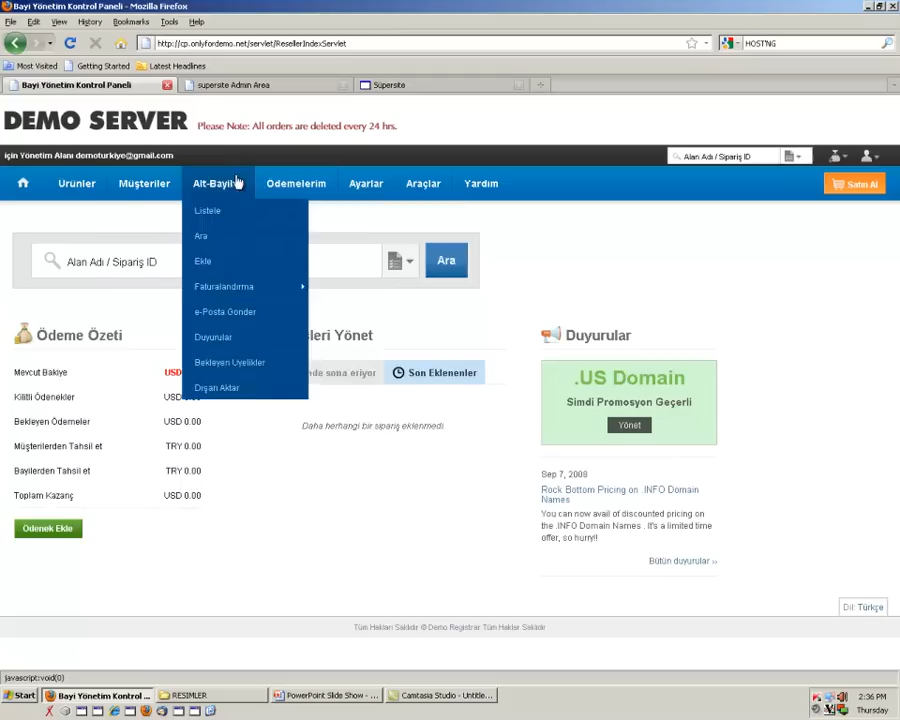 Bayi Yönetim Kontrol Paneli - Mozilla Firefox
File Edit View History Bookmarks Tools Help
http://cp.onlyfordemo.net/servlet/ResellerIndexServlet
HOSTING
Most Visited Getting Started Latest Headlines
Bayi Yönetim Kontrol Paneli
supersite Admin Area
Süpersite
DEMO SERVER Please Note: All orders are deleted every 24 hrs.
için Yönetim Alanı demoturkiye@gmail.com
Alan Adı / Sipariş ID
Ürünler Müşteriler Ödemelerim Ayarlar Araçlar Yardım
Satın Al
Listele
Ara
Ekle
Faturalandırma
e-Posta Gönder
Duyurular
Bekleyen Üyelikler
Dışarı Aktar
Alan Adı / Sipariş ID
Ara
Ödeme Özeti
Mevcut Bakiye USD
Kilitli Ödenekler USD 0.00
Bekleyen Ödemeler USD 0.00
Müşterilerden Tahsil et TRY 0.00
Bayilerden Tahsil et TRY 0.00
Toplam Kazanç USD 0.00
Ödenek Ekle
Yönet
sona eriyor
Son Eklenenler
Daha herhangi bir sipariş eklenmedi.
Duyurular
.US Domain
Simdi Promosyon Geçerli
Yönet
Sep 7, 2008
Rock Bottom Pricing on .INFO Domain
Names
You can now avail of discounted pricing on
the .INFO Domain Names . It's a limited time
offer, so hurry!!
Bütün duyurular ››
Dil: Türkçe
Tüm Hakları Saklıdır © Demo Registrar Tüm Haklar Saklıdır
javascript:void(0)
Start
Bayi Yönetim Kontrol ...
RESIMLER
PowerPoint Slide Show - ...
Camtasia Studio - Untitle...
2:36 PM
Thursday